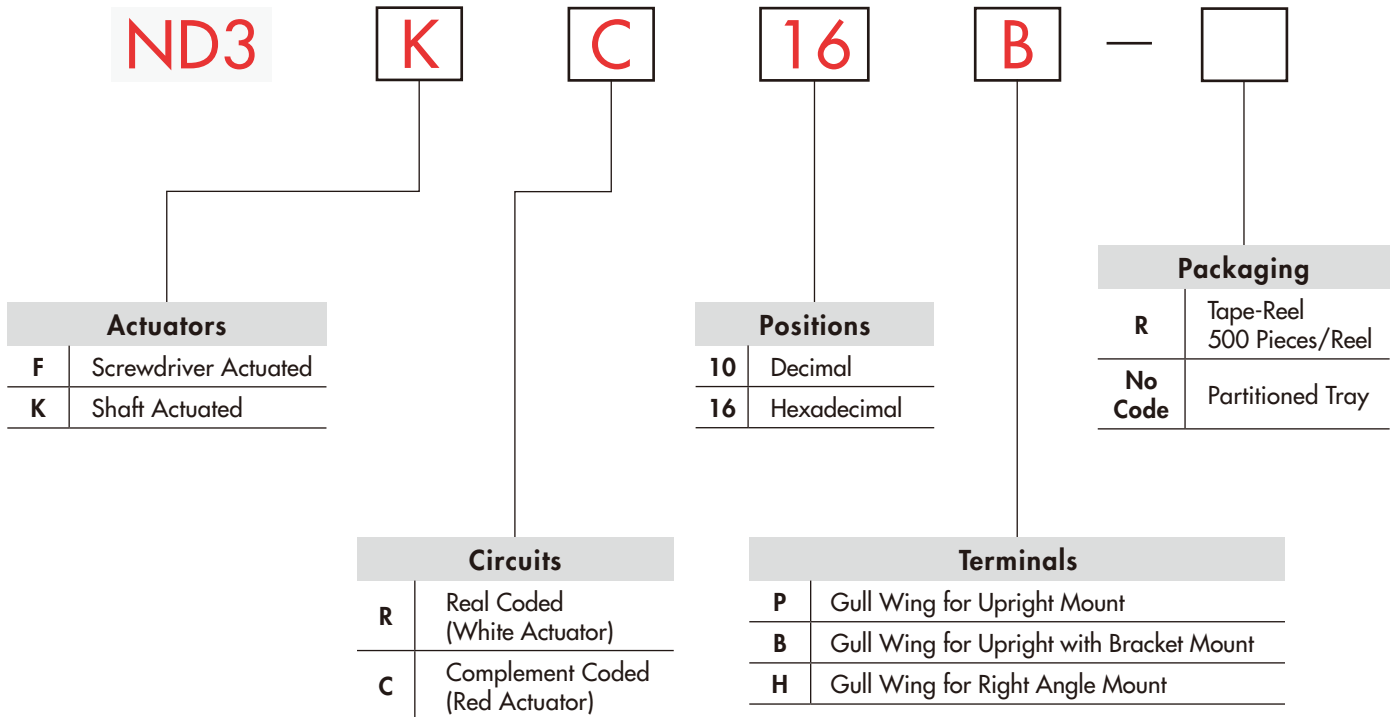 ND3 K C 16 B —
Packaging
R Tape-Reel
500 Pieces/Reel
No
Code Partitioned Tray
Actuators
F Screwdriver Actuated
K Shaft Actuated
Positions
10 Decimal
16 Hexadecimal
Circuits
R Real Coded
(White Actuator)
C Complement Coded
(Red Actuator)
Terminals
P Gull Wing for Upright Mount
B Gull Wing for Upright with Bracket Mount
H Gull Wing for Right Angle Mount